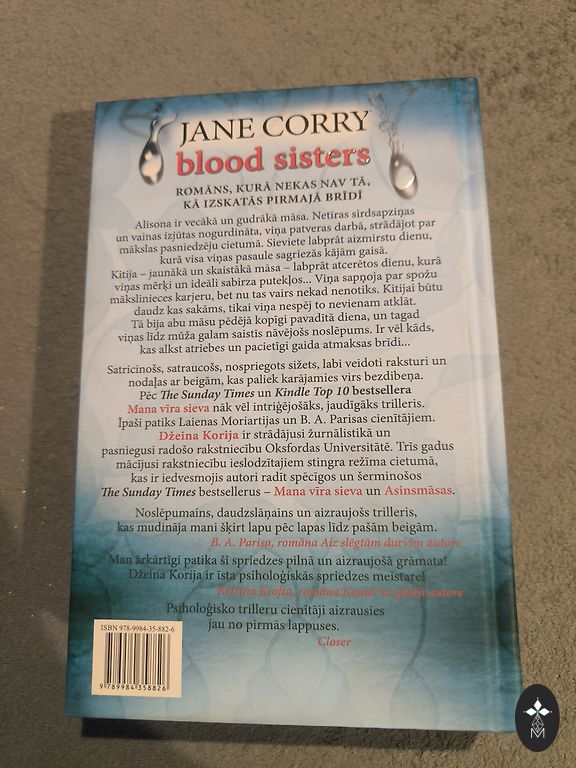 JANE CORRY
blood sisters
ROMĀNS, KURĀ NEKAS NAV TĀ,
KĀ IZSKATĀS PIRMAJĀ BRĪDĪ
Alisona ir vecākā un gudrākā māsa. Netīras sirdsapziņas
un vainas izjūtas nogurdināta, viņa patveras darbā, strādājot par
mākslas pasniedzēju cietumā. Sieviete labprāt aizmirstu dienu,
kurā visa viņas pasaule sagriezās kājām gaisā.
Kitija – jaunākā un skaistākā māsa – labprāt atcerētos dienu, kurā
viņas mērķi un ideāli sabirza putekļos... Viņa sapņoja par spožu
mākslinieces karjeru, bet nu tas vairs nekad nenotiks. Kitijai būtu
daudz kas sakāms, tikai viņa nespēj to nevienam atklāt.
Tā bija abu māsu pēdējā kopīgi pavadītā diena, un tagad
viņas līdz mūža galam saistīs nāvējošs noslēpums. Ir vēl kāds,
kas alkst atriebes un pacietīgi gaida atmaksas brīdi...
Satricinošs, satraucošs, nospriegots sižets, labi veidoti raksturi un
nodaļas ar beigām, kas paliek karājamies virs bezdibeņa.
Pēc The Sunday Times un Kindle Top 10 bestsellera
Mana vīra sieva nāk vēl intriģējošāks, jaudīgāks trilleris.
Īpaši patiks Laienas Moriartijas un B. A. Parisas cienītājiem.
Džeina Korija ir strādājusi žurnālistikā un
pasniegusi radošo rakstniecību Oksfordas Universitātē. Trīs gadus
mācījusi rakstniecību ieslodzītajiem stingra režīma cietumā,
kas ir iedvesmojis autori radīt spēcīgos un šerminošos
The Sunday Times bestsellerus – Mana vīra sieva un Asinsmāsas.
Noslēpumains, daudzslāņains un aizraujošs trilleris,
kas mudināja mani šķirt lapu pēc lapas līdz pašām beigām.
B. A. Parisa, romāna Aiz slēgtām durvīm autore
Man ārkārtīgi patika šī spriedzes pilnā un aizraujošā grāmata!
Džeina Korija ir īsta psiholoģiskās spriedzes meistare!
Ketrīna Krofta, romāna Kamēr tu gulēji autore
Psiholoģisko trilleru cienītāji aizrausies
jau no pirmās lappuses.
Closer
ISBN 978-9984-35-882-6
9 789984 358826
M